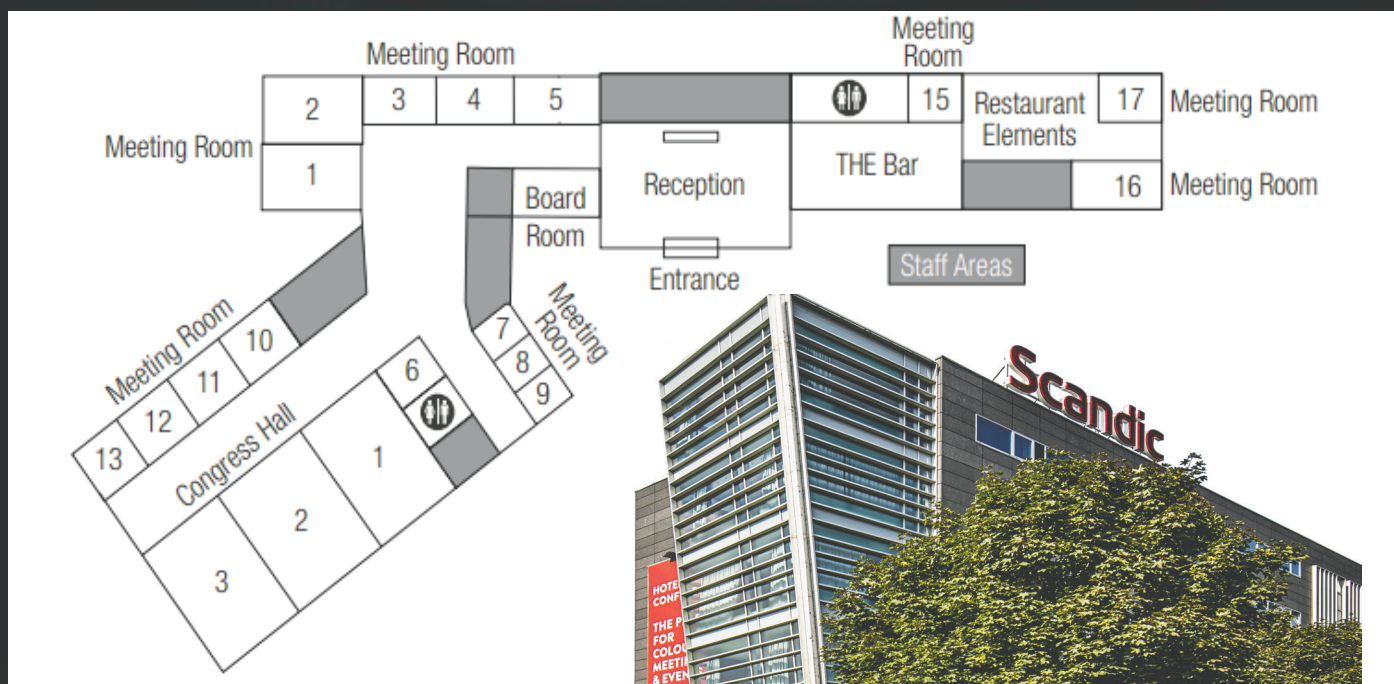 Meeting
Room
Meeting Room
2
3
4
5
15
Restaurant
Elements
17
Meeting Room
Meeting Room
1
Board
Room
Reception
THE Bar
16
Meeting Room
Entrance
Staff Areas
Meeting Room
10
11
12
13
Meeting
Room
7
8
9
6
Congress Hall
1
2
3
Scandic
HOTE
CONF
THE P
FOR
COLOU
MEETI
& EVEN